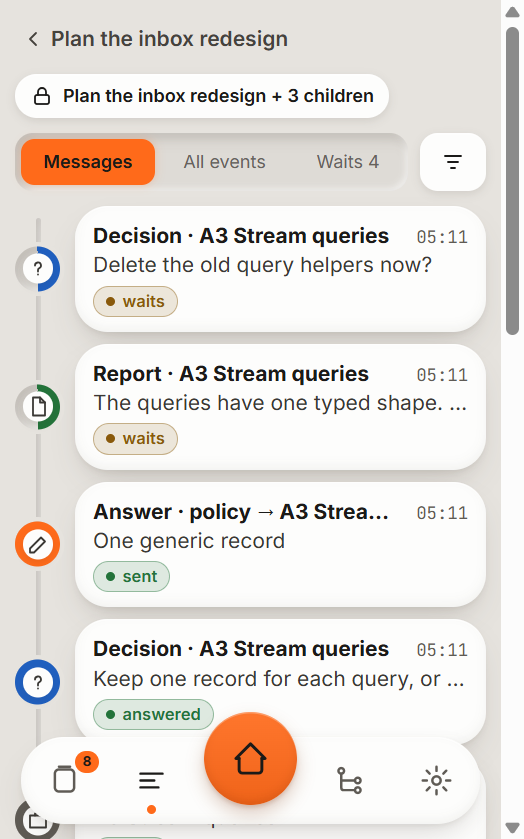 Plan the inbox redesign
Plan the inbox redesign + 3 children
Messages
All events
Waits 4
Decision · A3 Stream queries
05:11
Delete the old query helpers now?
waits
Report · A3 Stream queries
05:11
The queries have one typed shape. ...
waits
Answer · policy → A3 Strea...
05:11
One generic record
sent
Decision · A3 Stream queries
05:11
Keep one record for each query, or ...
answered
8